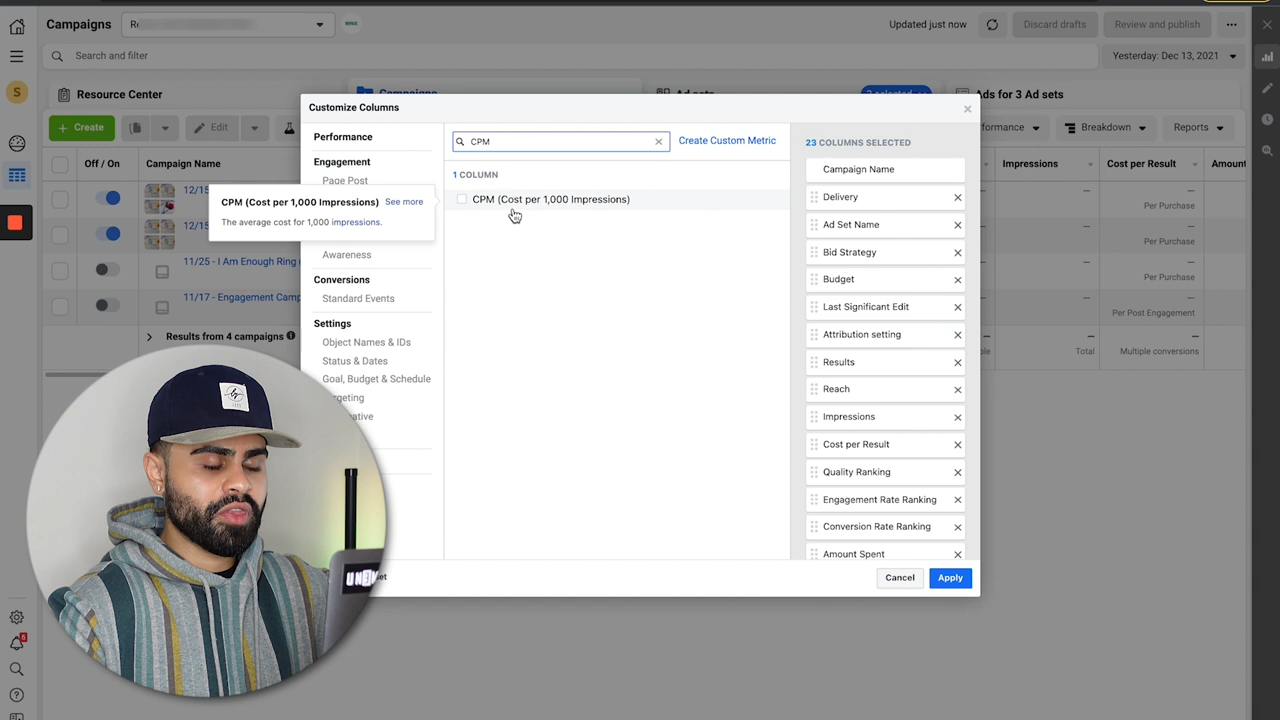 Campaigns
Updated just now
Discard drafts
Review and publish
Search and filter
Yesterday: Dec 13, 2021
Resource Center
Campaigns
Ad sets
Ads for 3 Ad sets
Customize Columns
+ Create
Edit
Breakdown
Reports
Off / On
Campaign Name
Impressions
Cost per Result
Amount
Performance
Engagement
Page Post
Awareness
Conversions
Standard Events
Settings
Object Names & IDs
Status & Dates
Goal, Budget & Schedule
CPM
Create Custom Metric
1 COLUMN
CPM (Cost per 1,000 Impressions)
CPM (Cost per 1,000 Impressions) See more
The average cost for 1,000 impressions.
23 COLUMNS SELECTED
Campaign Name
Delivery
Ad Set Name
Bid Strategy
Budget
Last Significant Edit
Attribution setting
Results
Reach
Impressions
Cost per Result
Quality Ranking
Engagement Rate Ranking
Conversion Rate Ranking
Amount Spent
Cancel
Apply
12/15
12/15
11/25 - I Am Enough Ring
11/17 - Engagement Camp
Results from 4 campaigns
—
Per Purchase
—
Per Purchase
—
Per Purchase
—
Per Post Engagement
—
Total
—
Multiple conversions
S
6